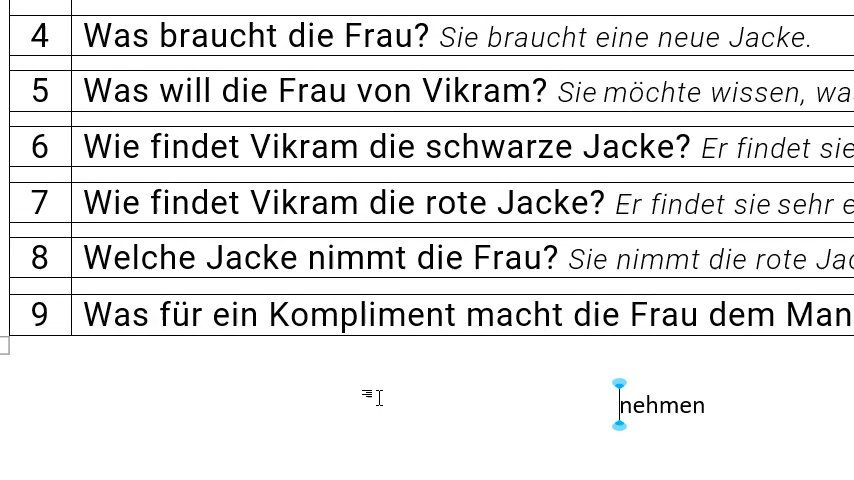 4 Was braucht die Frau? Sie braucht eine neue Jacke.
5 Was will die Frau von Vikram? Sie möchte wissen,
6 Wie findet Vikram die schwarze Jacke? Er findet sie
7 Wie findet Vikram die rote Jacke? Er findet sie sehr
8 Welche Jacke nimmt die Frau? Sie nimmt die rote
9 Was für ein Kompliment macht die Frau dem
nehmen